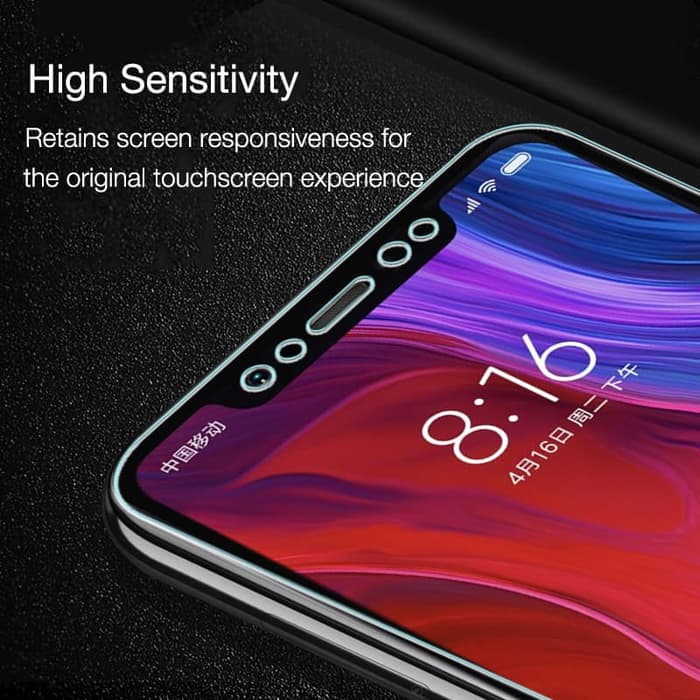 High Sensitivity
Retains screen responsiveness for
the original touchscreen experience
中国移动
8:16
4月16日 周二下午